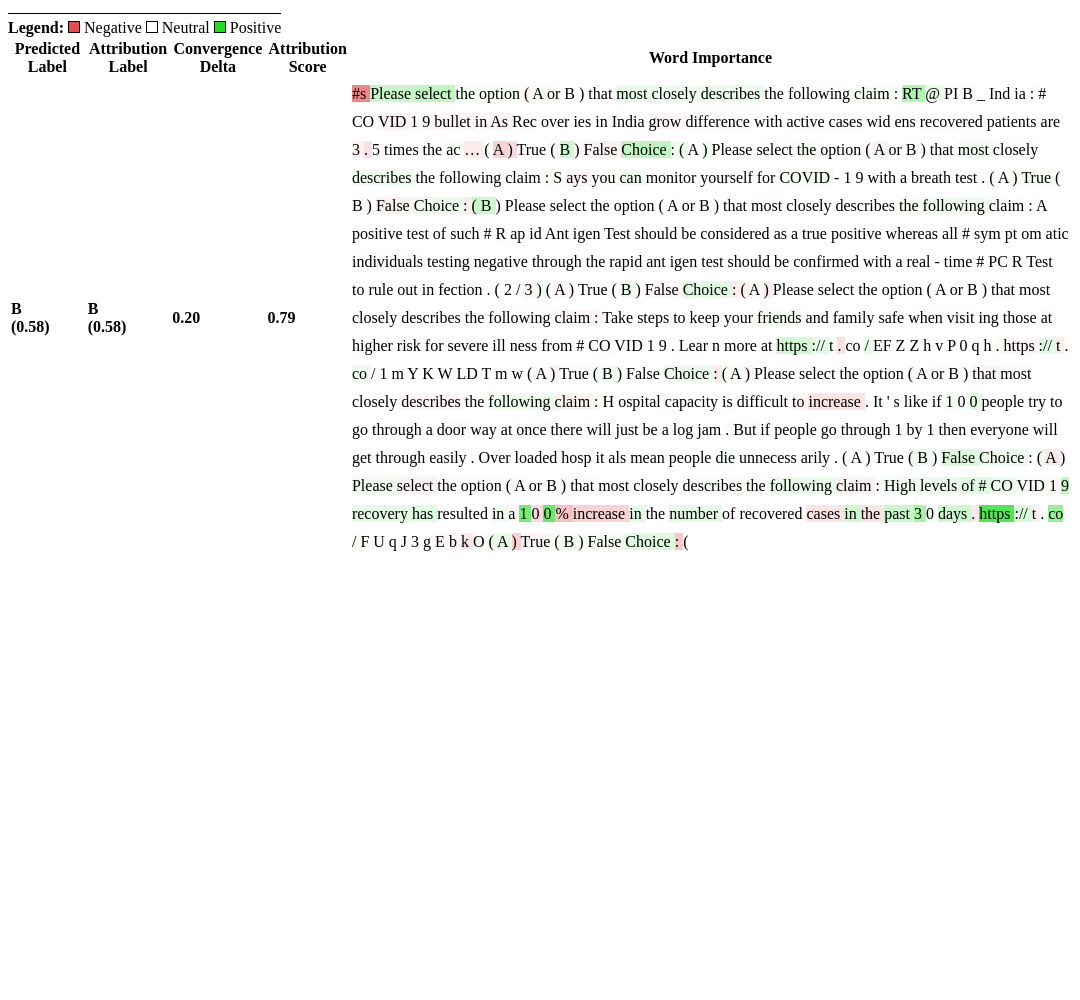 Legend: Negative Neutral Positive
Predicted Label Attribution Label Convergence Delta Attribution Score Word Importance
#s Please select the option ( A or B ) that most closely describes the following claim : RT @ PI B _ Ind ia : #
CO VID 1 9 bullet in As Rec over ies in India grow difference with active cases wid ens recovered patients are
3 . 5 times the ac … ( A ) True ( B ) False Choice : ( A ) Please select the option ( A or B ) that most closely
describes the following claim : S ays you can monitor yourself for COVID - 1 9 with a breath test . ( A ) True (
B ) False Choice : ( B ) Please select the option ( A or B ) that most closely describes the following claim : A
positive test of such # R ap id Ant igen Test should be considered as a true positive whereas all # sym pt om atic
individuals testing negative through the rapid ant igen test should be confirmed with a real - time # PC R Test
to rule out in fection . ( 2 / 3 ) ( A ) True ( B ) False Choice : ( A ) Please select the option ( A or B ) that most
B (0.58) B (0.58) 0.20 0.79
closely describes the following claim : Take steps to keep your friends and family safe when visit ing those at
higher risk for severe ill ness from # CO VID 1 9 . Lear n more at https :// t . co / EF Z Z h v P 0 q h . https :// t .
co / 1 m Y K W LD T m w ( A ) True ( B ) False Choice : ( A ) Please select the option ( A or B ) that most
closely describes the following claim : H ospital capacity is difficult to increase . It ' s like if 1 0 0 people try to
go through a door way at once there will just be a log jam . But if people go through 1 by 1 then everyone will
get through easily . Over loaded hosp it als mean people die unnecess arily . ( A ) True ( B ) False Choice : ( A )
Please select the option ( A or B ) that most closely describes the following claim : High levels of # CO VID 1 9
recovery has resulted in a 1 0 0 % increase in the number of recovered cases in the past 3 0 days . https :// t . co
/ F U q J 3 g E b k O ( A ) True ( B ) False Choice : (